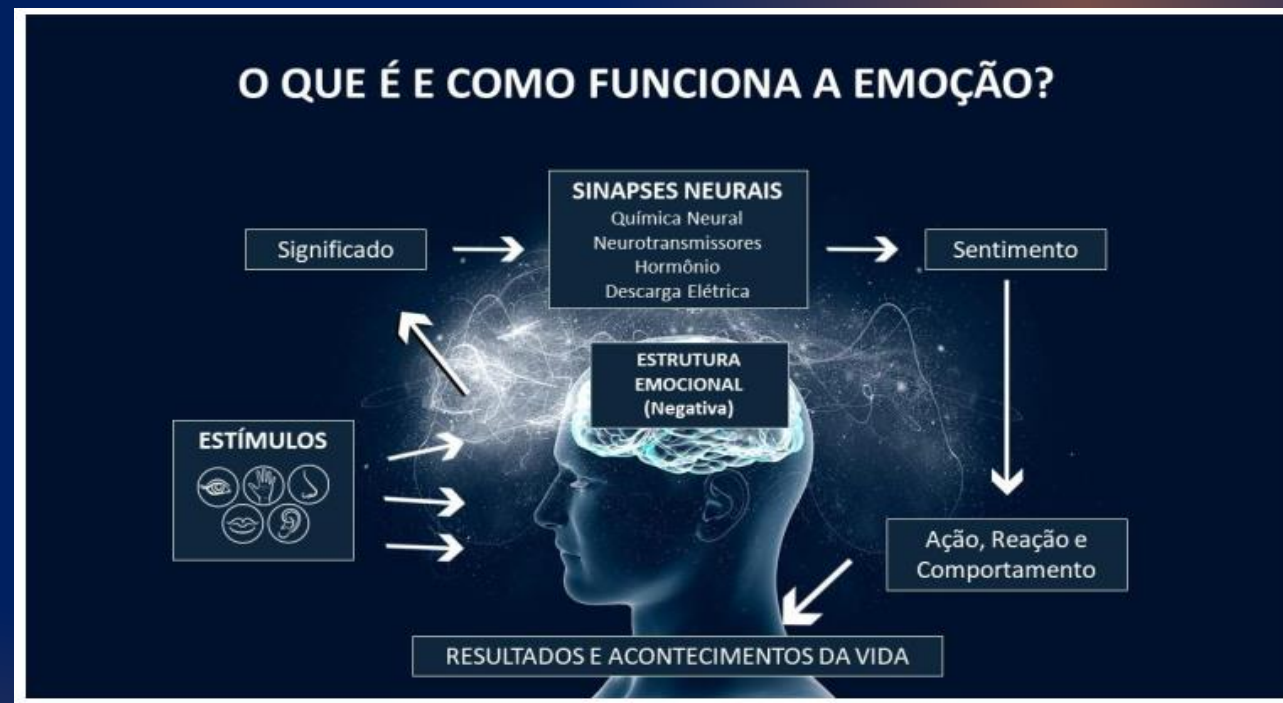 O QUE É E COMO FUNCIONA A EMOÇÃO?
SINAPSES NEURAIS
Química Neural
Neurotransmissores
Hormônio
Descarga Elétrica
Significado
Sentimento
ESTRUTURA
EMOCIONAL
(Negativa)
ESTÍMULOS
Ação, Reação e
Comportamento
RESULTADOS E ACONTECIMENTOS DA VIDA